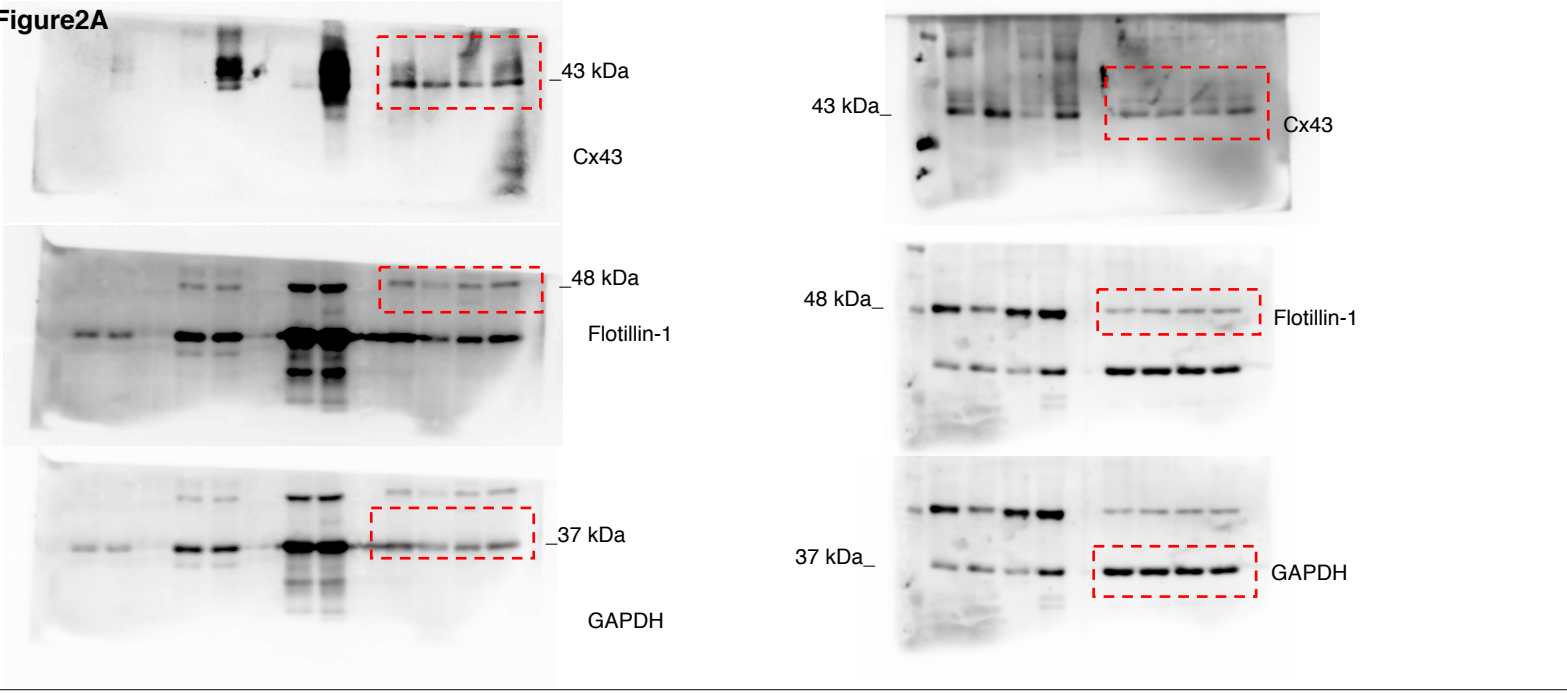 Figure2A
_43 kDa
Cx43
_48 kDa
Flotillin-1
_37 kDa
GAPDH
43 kDa_
Cx43
48 kDa_
Flotillin-1
37 kDa_
GAPDH